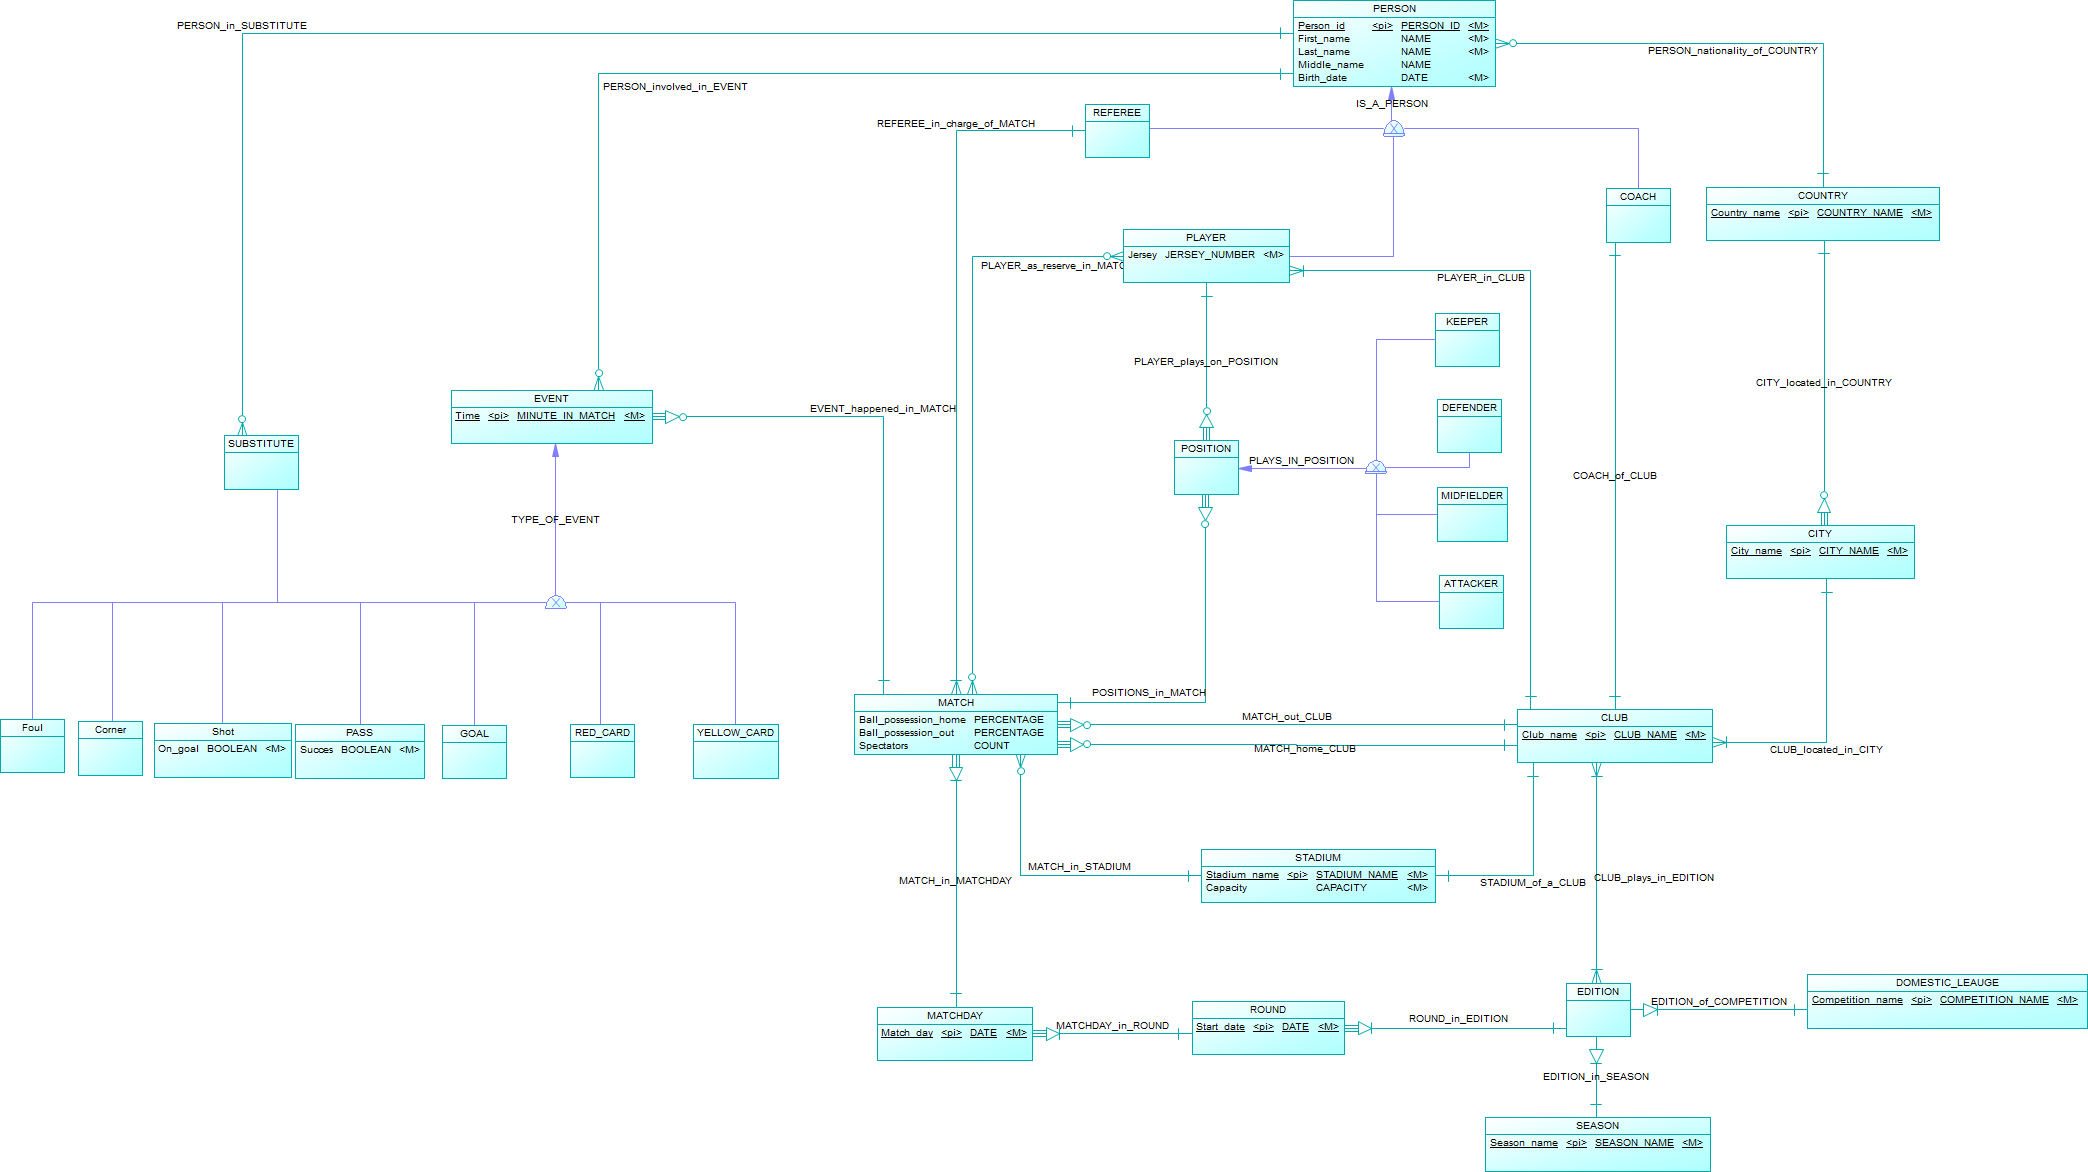 PERSON
Person_id <pi> PERSON_ID <M>
First_name NAME <M>
Last_name NAME <M>
Middle_name NAME
Birth_date DATE <M>
PERSON_in_SUBSTITUTE
PERSON_nationality_of_COUNTRY
PERSON_involved_in_EVENT
IS_A_PERSON
REFEREE
REFEREE_in_charge_of_MATCH
COACH
COUNTRY
Country_name <pi> COUNTRY_NAME <M>
PLAYER
Jersey JERSEY_NUMBER <M>
PLAYER_as_reserve_in_MATC
PLAYER_in_CLUB
KEEPER
PLAYER_plays_on_POSITION
CITY_located_in_COUNTRY
EVENT
Time <pi> MINUTE_IN_MATCH <M>
EVENT_happened_in_MATCH
DEFENDER
SUBSTITUTE
POSITION
PLAYS_IN_POSITION
COACH_of_CLUB
MIDFIELDER
TYPE_OF_EVENT
CITY
City_name <pi> CITY_NAME <M>
ATTACKER
POSITIONS_in_MATCH
MATCH
Ball_possession_home PERCENTAGE
Ball_possession_out PERCENTAGE
Spectators COUNT
MATCH_out_CLUB
MATCH_home_CLUB
CLUB
Club_name <pi> CLUB_NAME <M>
CLUB_located_in_CITY
Foul
Corner
Shot
On_goal BOOLEAN <M>
PASS
Succes BOOLEAN <M>
GOAL
RED_CARD
YELLOW_CARD
MATCH_in_STADIUM
STADIUM
Stadium_name <pi> STADIUM_NAME <M>
Capacity CAPACITY <M>
MATCH_in_MATCHDAY
STADIUM_of_a_CLUB
CLUB_plays_in_EDITION
EDITION
EDITION_of_COMPETITION
DOMESTIC_LEAUGE
Competition_name <pi> COMPETITION_NAME <M>
MATCHDAY
Match_day <pi> DATE <M>
MATCHDAY_in_ROUND
ROUND
Start_date <pi> DATE <M>
ROUND_in_EDITION
EDITION_in_SEASON
SEASON
Season_name <pi> SEASON_NAME <M>